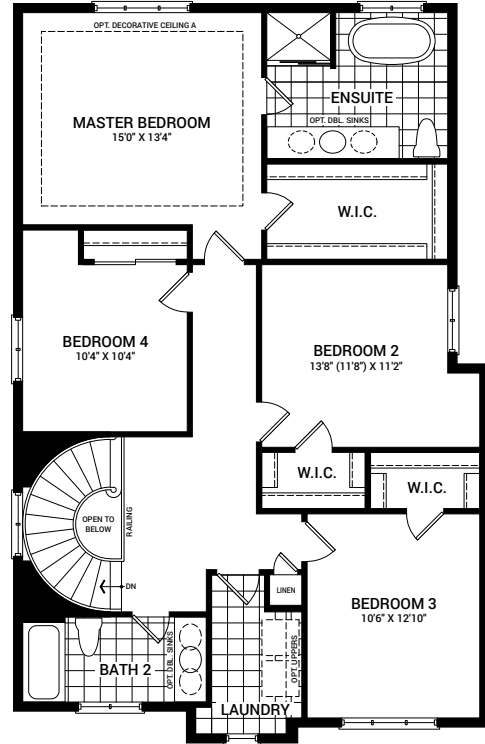 OPT. DECORATIVE CEILING A
MASTER BEDROOM
15'0" X 13'4"
ENSUITE
OPT. DBL. SINKS
W.I.C.
BEDROOM 4
10'4" X 10'4"
BEDROOM 2
13'8" (11'8") X 11'2"
W.I.C.
W.I.C.
OPEN TO
BELOW
RAILING
DN
LINEN
BEDROOM 3
10'6" X 12'10"
BATH 2
OPT. DBL. SINKS
OPT. UPPERS
LAUNDRY